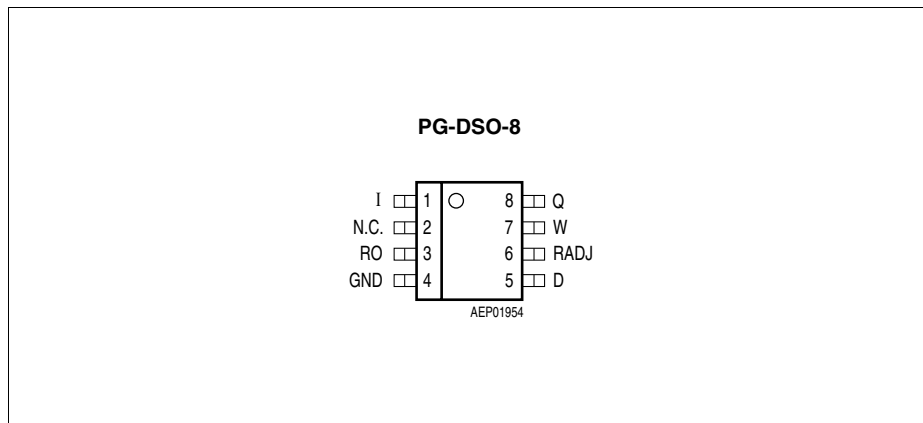 PG-DSO-8
I 1 8 Q
N.C. 2 7 W
RO 3 6 RADJ
GND 4 5 D
AEP01954